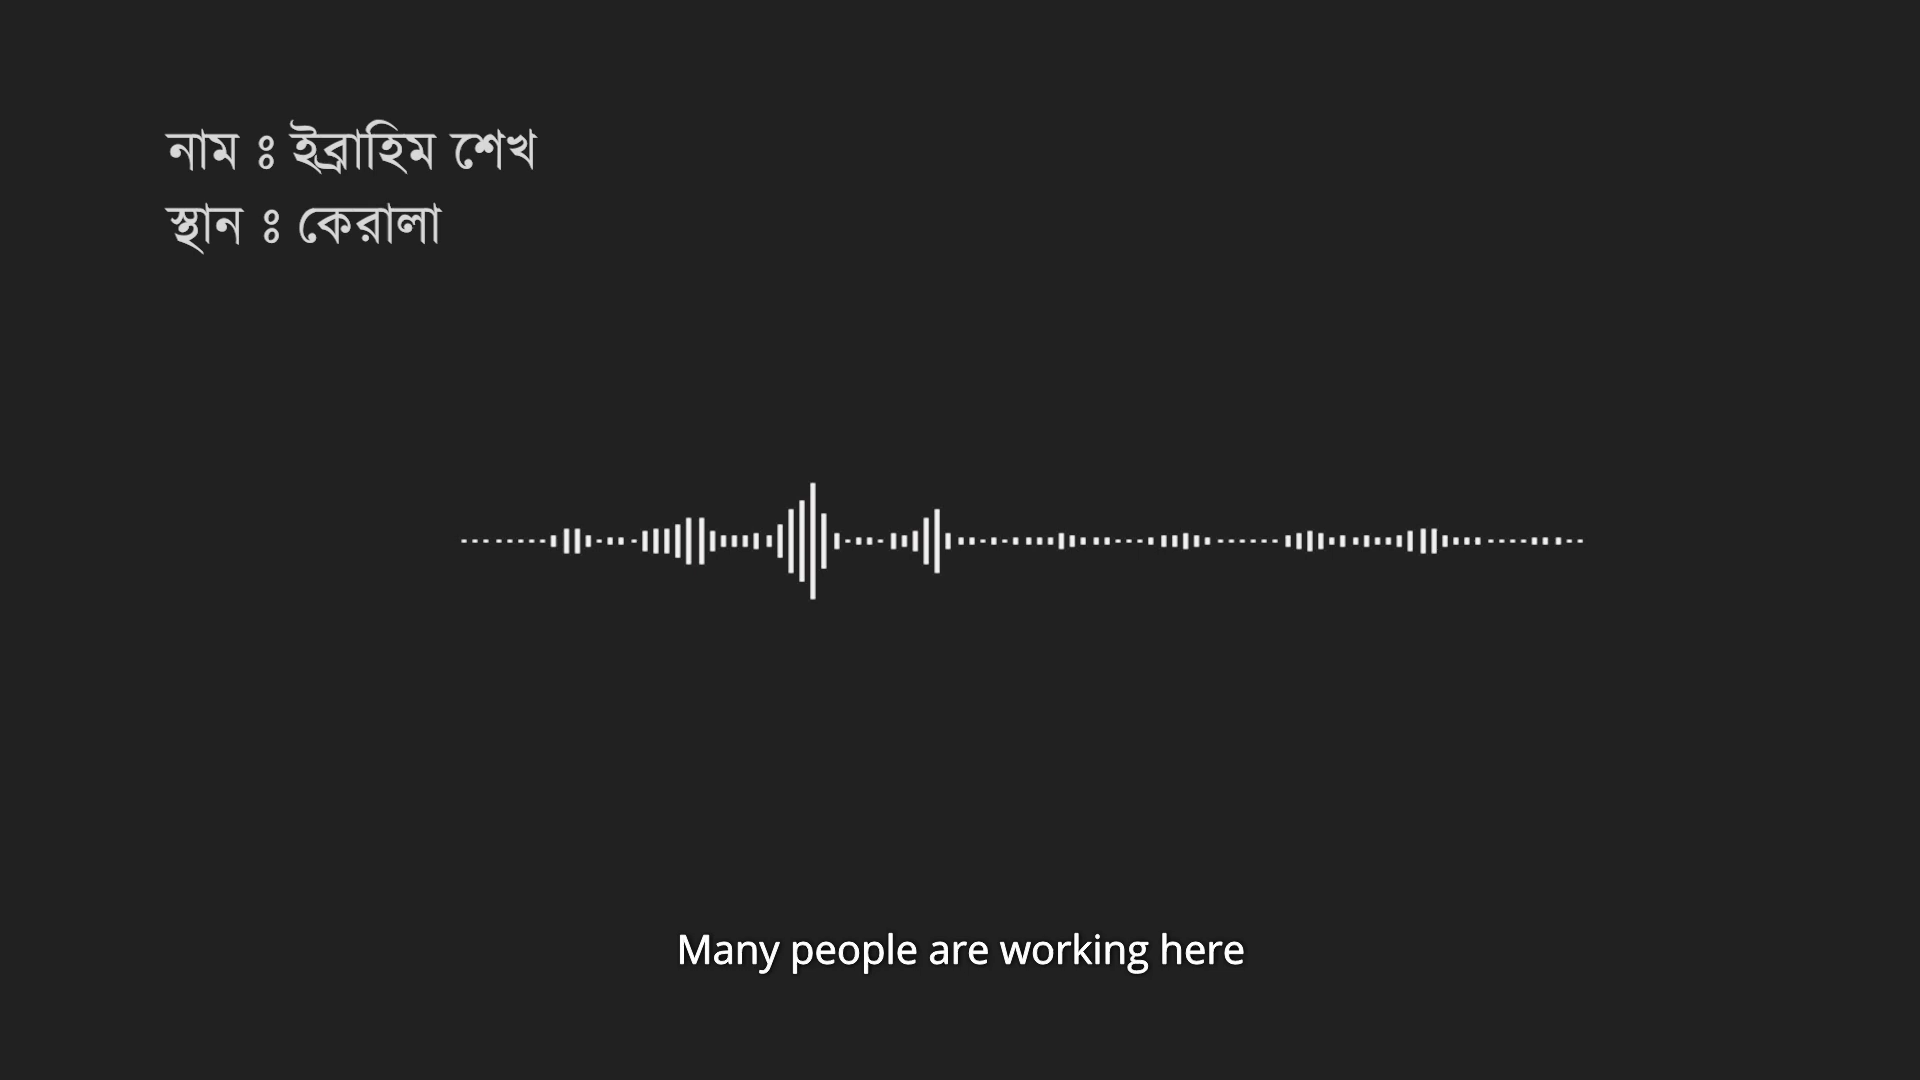 নাম ঃ ইব্রাহিম শেখ
স্থান ঃ কেরালা
Many people are working here